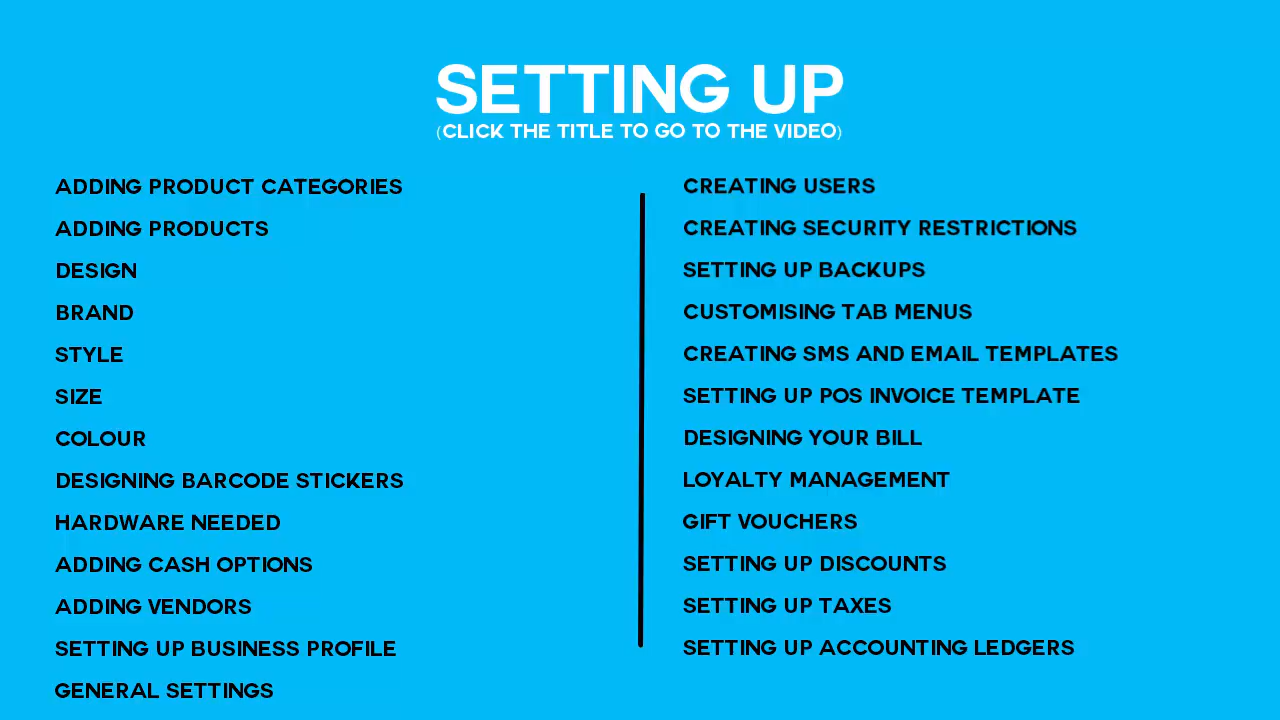 SETTING UP
(CLICK THE TITLE TO GO TO THE VIDEO)
ADDING PRODUCT CATEGORIES
ADDING PRODUCTS
DESIGN
BRAND
STYLE
SIZE
COLOUR
DESIGNING BARCODE STICKERS
HARDWARE NEEDED
ADDING CASH OPTIONS
ADDING VENDORS
SETTING UP BUSINESS PROFILE
GENERAL SETTINGS
CREATING USERS
CREATING SECURITY RESTRICTIONS
SETTING UP BACKUPS
CUSTOMISING TAB MENUS
CREATING SMS AND EMAIL TEMPLATES
SETTING UP POS INVOICE TEMPLATE
DESIGNING YOUR BILL
LOYALTY MANAGEMENT
GIFT VOUCHERS
SETTING UP DISCOUNTS
SETTING UP TAXES
SETTING UP ACCOUNTING LEDGERS